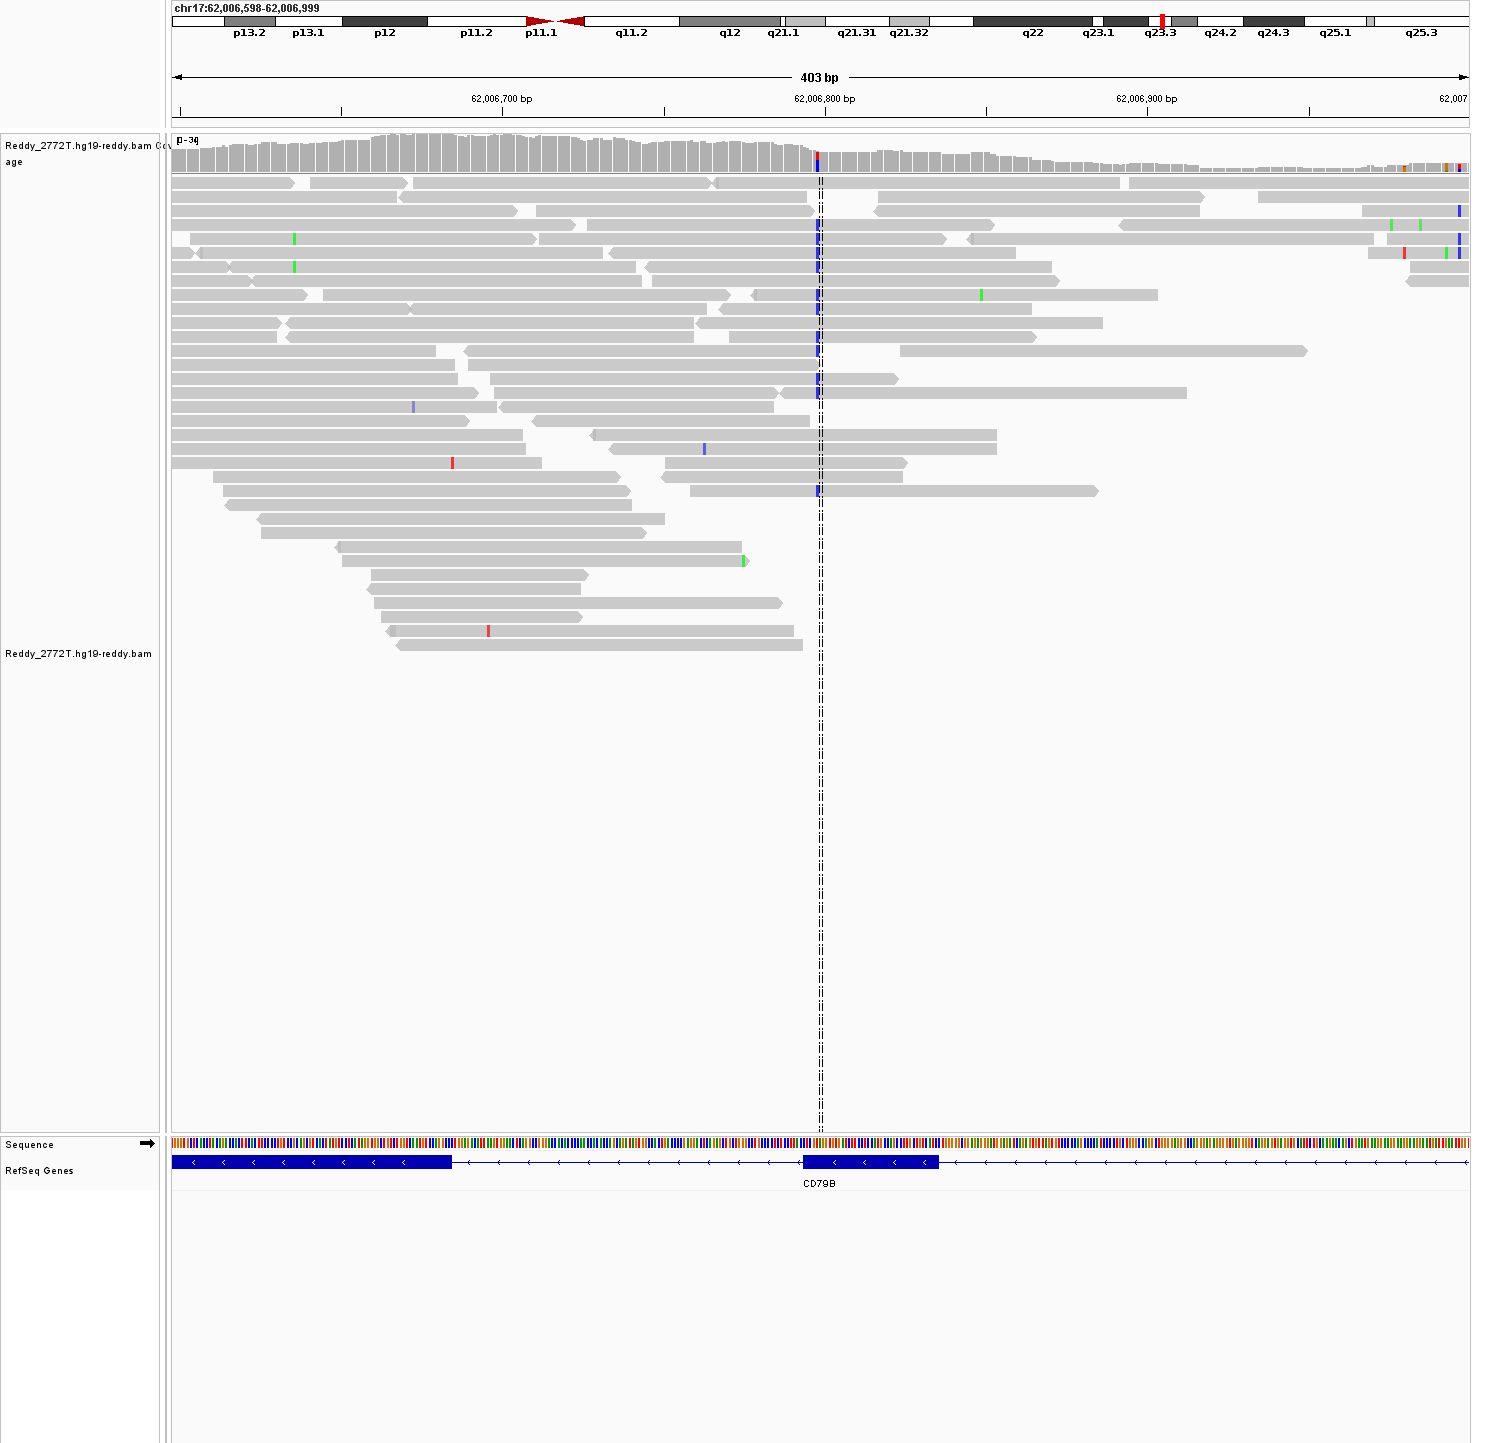 chr17:62,006,598-62,006,999
p13.2 p13.1 p12 p11.2 p11.1 q11.2 q12 q21.1 q21.31 q21.32 q22 q23.1 q23.3 q24.2 q24.3 q25.1 q25.3
403 bp
62,006,700 bp 62,006,800 bp 62,006,900 bp 62,007
Reddy_2772T.hg19-reddy.bam Cov
age
Reddy_2772T.hg19-reddy.bam
Sequence
RefSeq Genes
CD79B